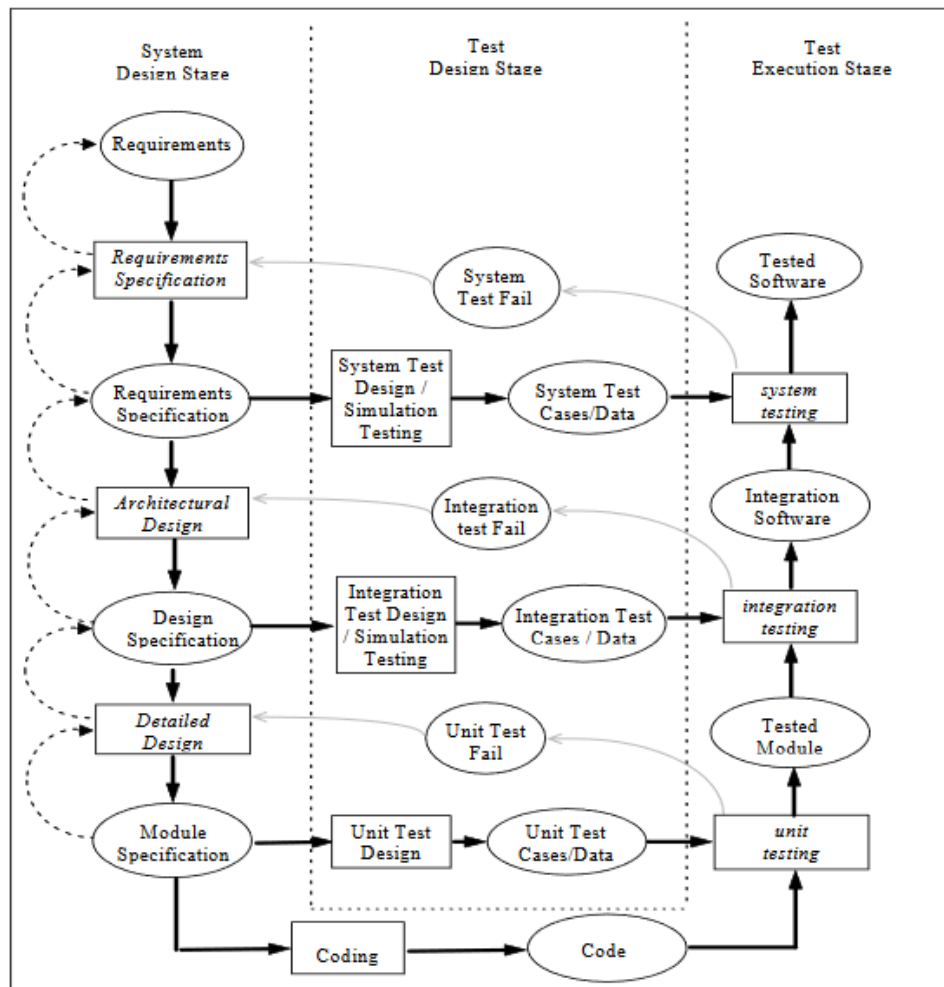 System
Design Stage
Test
Design Stage
Test
Execution Stage
Requirements
Requirements
Specification
System
Test Fail
Tested
Software
Requirements
Specification
System Test
Design /
Simulation
Testing
System Test
Cases/Data
system
testing
Architectural
Design
Integration
test Fail
Integration
Software
Design
Specification
Integration
Test Design
/ Simulation
Testing
Integration Test
Cases / Data
integration
testing
Detailed
Design
Unit Test
Fail
Tested
Module
Module
Specification
Unit Test
Design
Unit Test
Cases/Data
unit
testing
Coding
Code